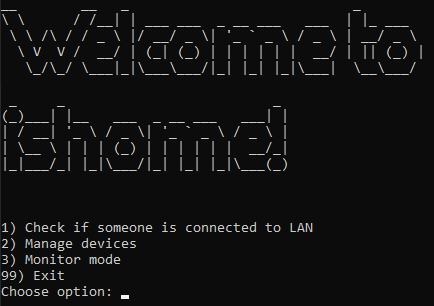 Welcome to
ishome!
1) Check if someone is connected to LAN
2) Manage devices
3) Monitor mode
99) Exit
Choose option: